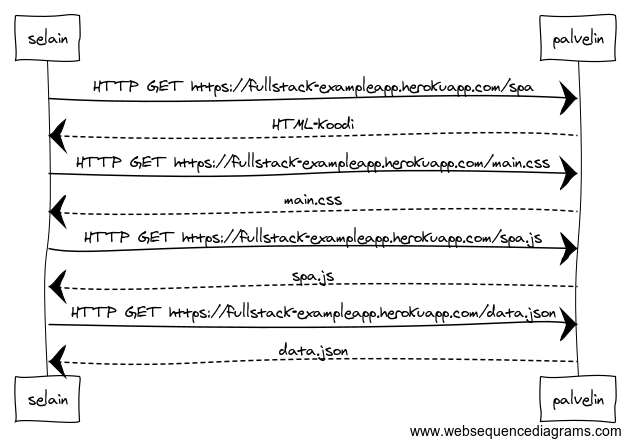 selain palvelin
HTTP GET https://fullstack-exampleapp.herokuapp.com/spa
HTML-koodi
HTTP GET https://fullstack-exampleapp.herokuapp.com/main.css
main.css
HTTP GET https://fullstack-exampleapp.herokuapp.com/spa.js
spa.js
HTTP GET https://fullstack-exampleapp.herokuapp.com/data.json
data.json
selain palvelin
www.websequencediagrams.com